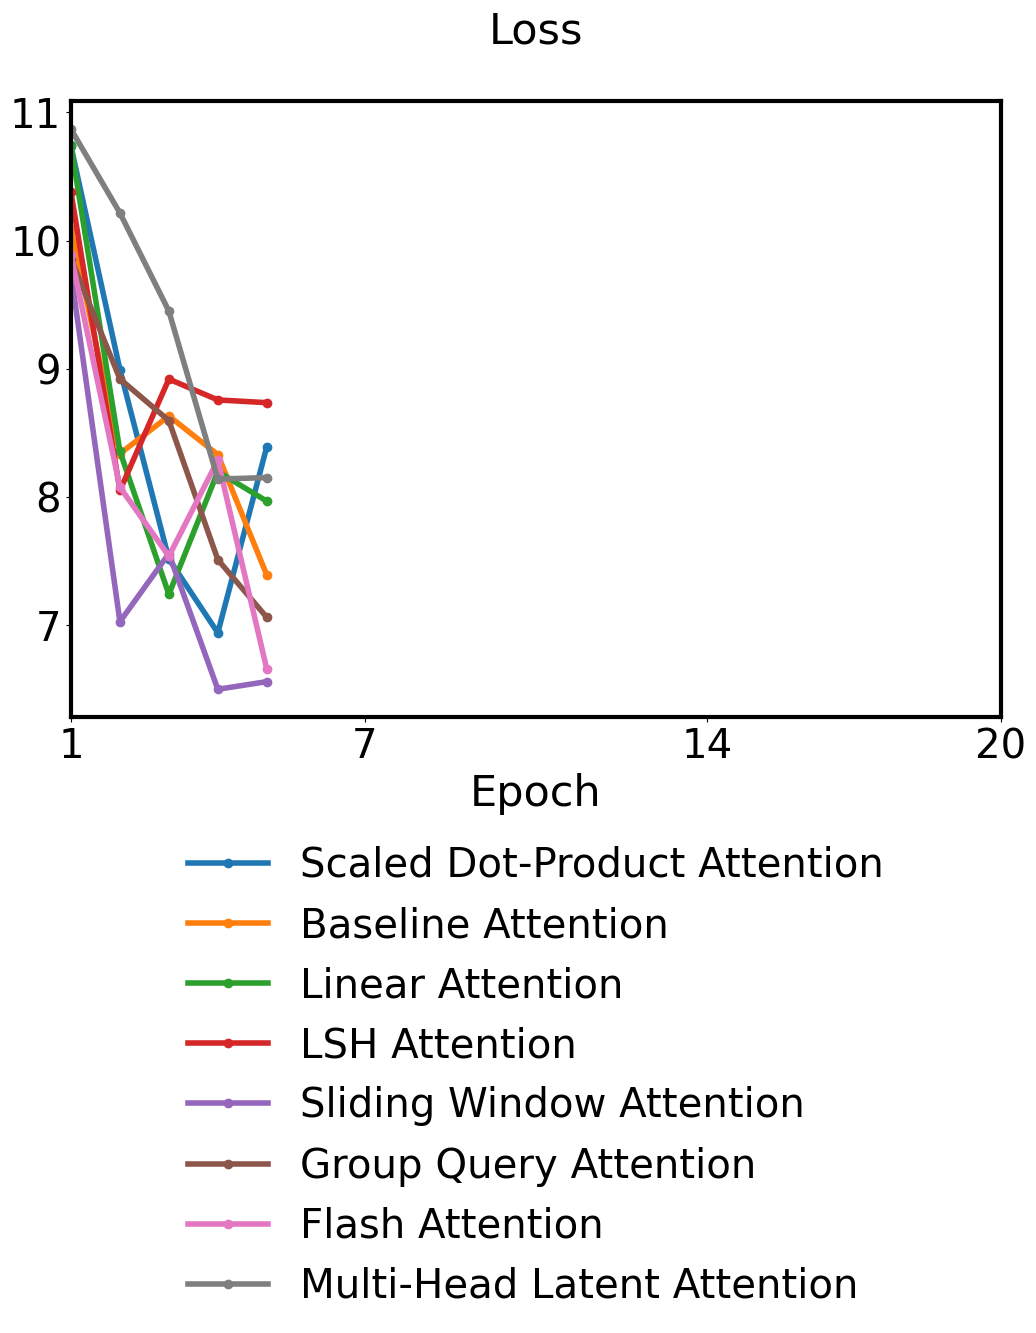 Loss
11
10
9
8
7
1 7 14 20
Epoch
Scaled Dot-Product Attention
Baseline Attention
Linear Attention
LSH Attention
Sliding Window Attention
Group Query Attention
Flash Attention
Multi-Head Latent Attention